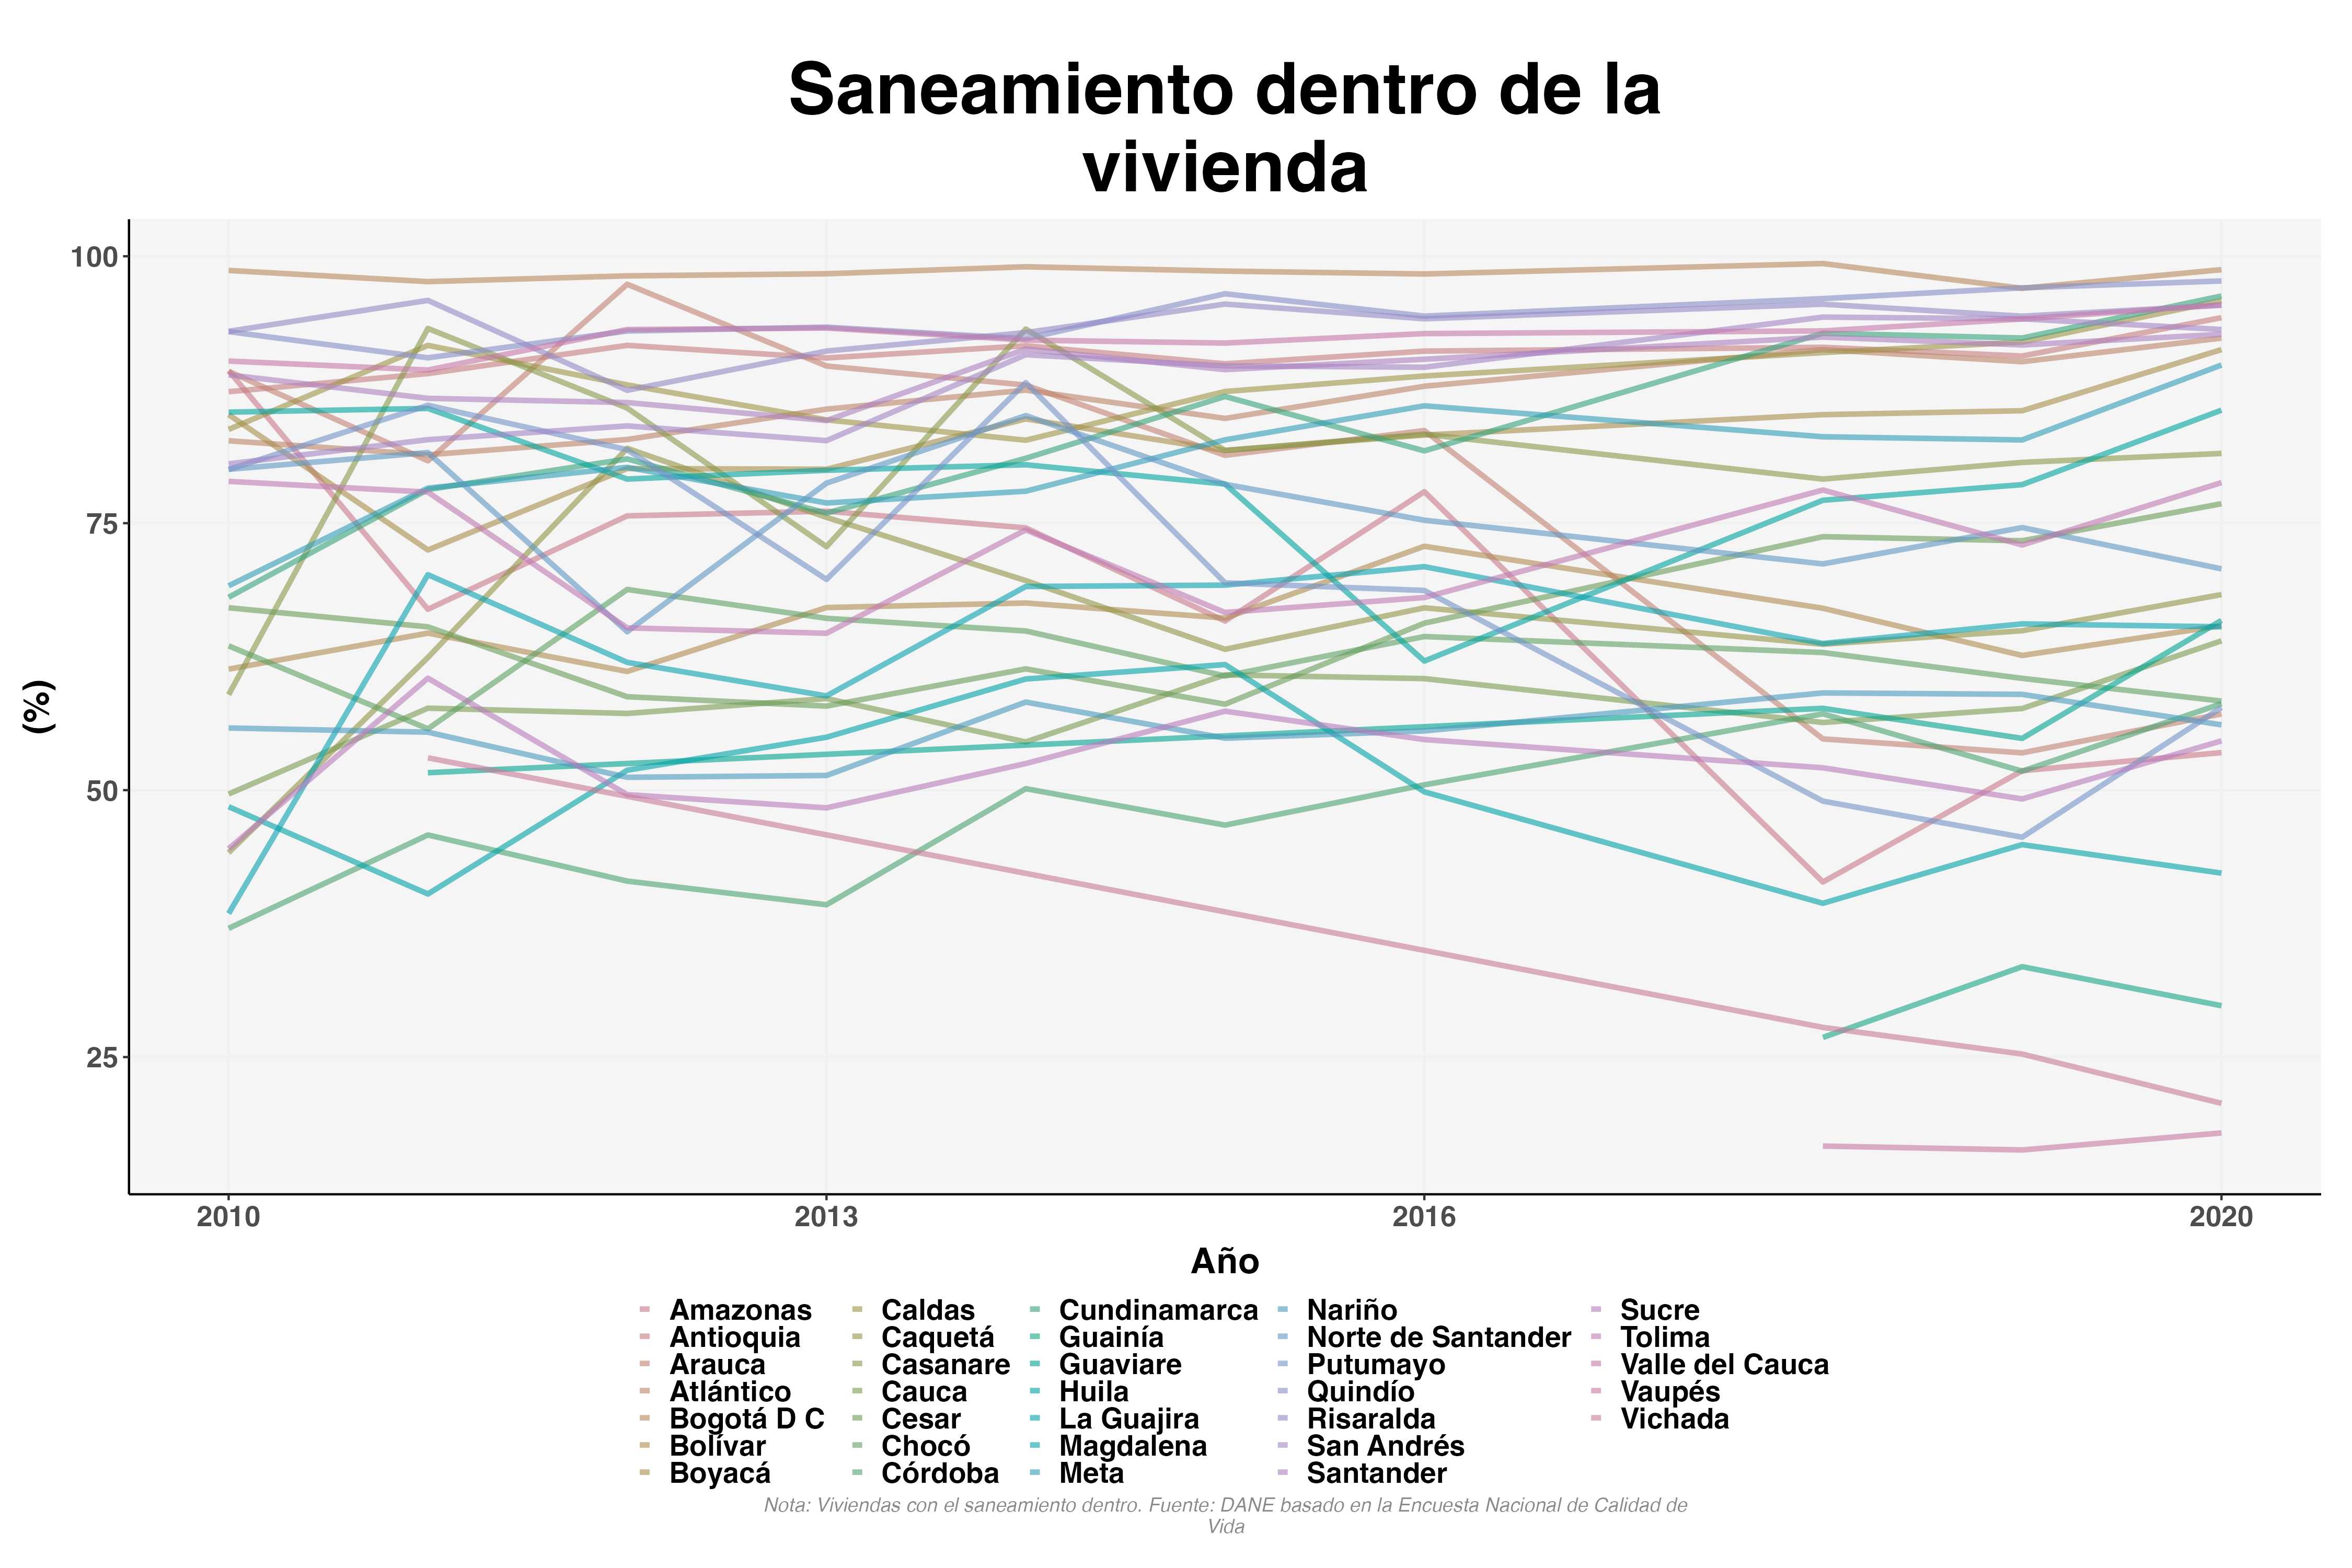 Saneamiento dentro de la
vivienda
(%)
100
75
50
25
2010
2013
2016
2020
Año
Amazonas
Antioquia
Arauca
Atlántico
Bogotá D C
Bolívar
Boyacá
Caldas
Caquetá
Casanare
Cauca
Cesar
Chocó
Córdoba
Cundinamarca
Guainía
Guaviare
Huila
La Guajira
Magdalena
Meta
Nariño
Norte de Santander
Putumayo
Quindío
Risaralda
San Andrés
Santander
Sucre
Tolima
Valle del Cauca
Vaupés
Vichada
Nota: Viviendas con el saneamiento dentro. Fuente: DANE basado en la Encuesta Nacional de Calidad de
Vida